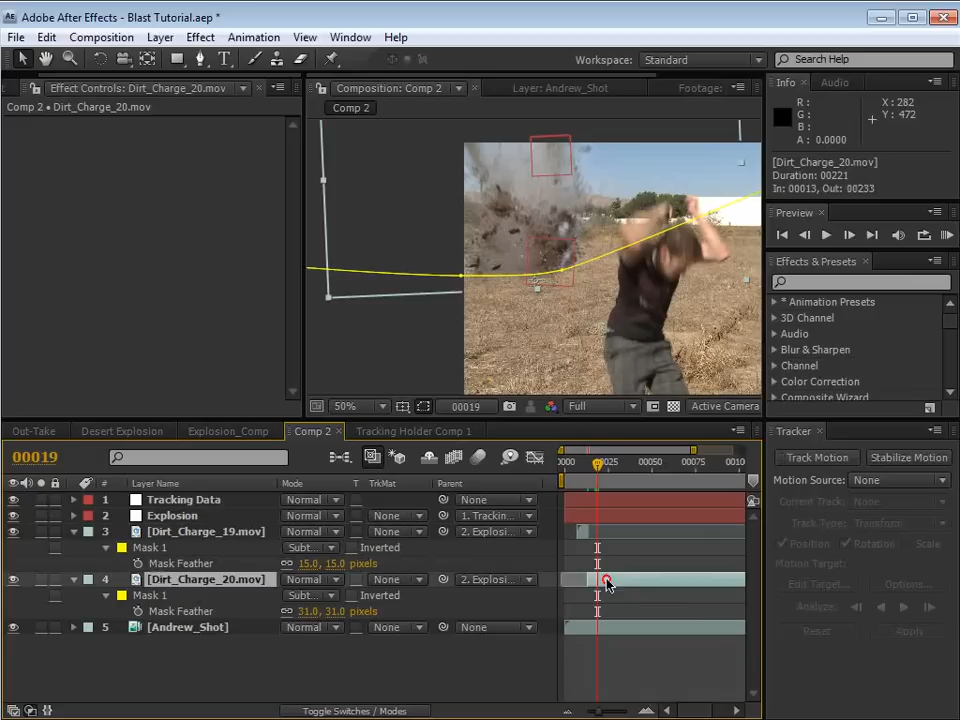 Adobe After Effects - Blast Tutorial.aep *
File Edit Composition Layer Effect Animation View Window Help
Workspace: Standard
Search Help
Effect Controls: Dirt_Charge_20.mov
Comp 2 • Dirt_Charge_20.mov
Composition: Comp 2
Layer: Andrew_Shot
Footage:
Comp 2
Info Audio
R :
G :
B :
A : 0.0000
X : 282
Y : 472
[Dirt_Charge_20.mov]
Duration: 00221
In: 00013, Out: 00233
Preview
Effects & Presets
* Animation Presets
3D Channel
Audio
Blur & Sharpen
Channel
Color Correction
Composite Wizard
50% 00019 Full Active Camera
Out-Take Desert Explosion Explosion_Comp Comp 2 Tracking Holder Comp 1
00019
0000 00025 00050 00075 0010
# Layer Name Mode T TrkMat Parent
1 Tracking Data Normal None None
2 Explosion Normal None 1. Trackin...
3 [Dirt_Charge_19.mov] Normal None 2. Explosi...
Mask 1 Subt... Inverted
Mask Feather 15.0, 15.0 pixels
4 [Dirt_Charge_20.mov] Normal None 2. Explosi...
Mask 1 Subt... Inverted
Mask Feather 31.0, 31.0 pixels
5 [Andrew_Shot] Normal None None
Toggle Switches / Modes
Tracker
Track Motion Stabilize Motion
Motion Source: None
Current Track: None
Track Type: Transform
Position Rotation Scale
Motion Target:
Edit Target... Options...
Analyze:
Reset Apply